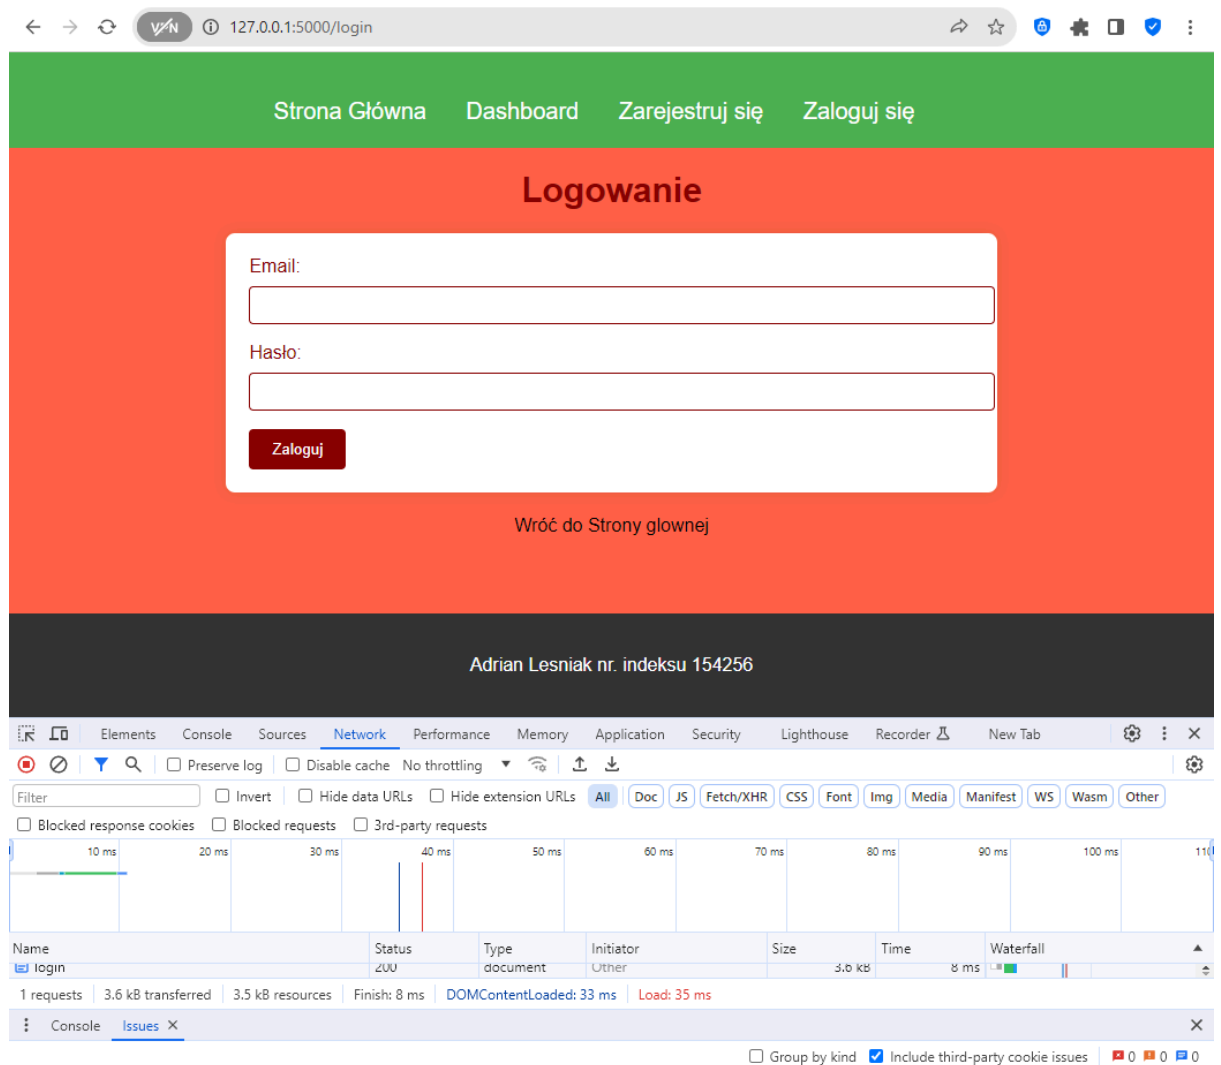 127.0.0.1:5000/login
Strona Główna Dashboard Zarejestruj się Zaloguj się
Logowanie
Email:
Hasło:
Zaloguj
Wróć do Strony glownej
Adrian Lesniak nr. indeksu 154256
Elements Console Sources Network Performance Memory Application Security Lighthouse Recorder New Tab
Preserve log Disable cache No throttling
Filter Invert Hide data URLs Hide extension URLs All Doc JS Fetch/XHR CSS Font Img Media Manifest WS Wasm Other
Blocked response cookies Blocked requests 3rd-party requests
10 ms 20 ms 30 ms 40 ms 50 ms 60 ms 70 ms 80 ms 90 ms 100 ms
Name Status Type Initiator Size Time Waterfall
login 200 document Other 3.6 kB 8 ms
1 requests 3.6 kB transferred 3.5 kB resources Finish: 8 ms DOMContentLoaded: 33 ms Load: 35 ms
Console Issues
Group by kind Include third-party cookie issues 0 0 0